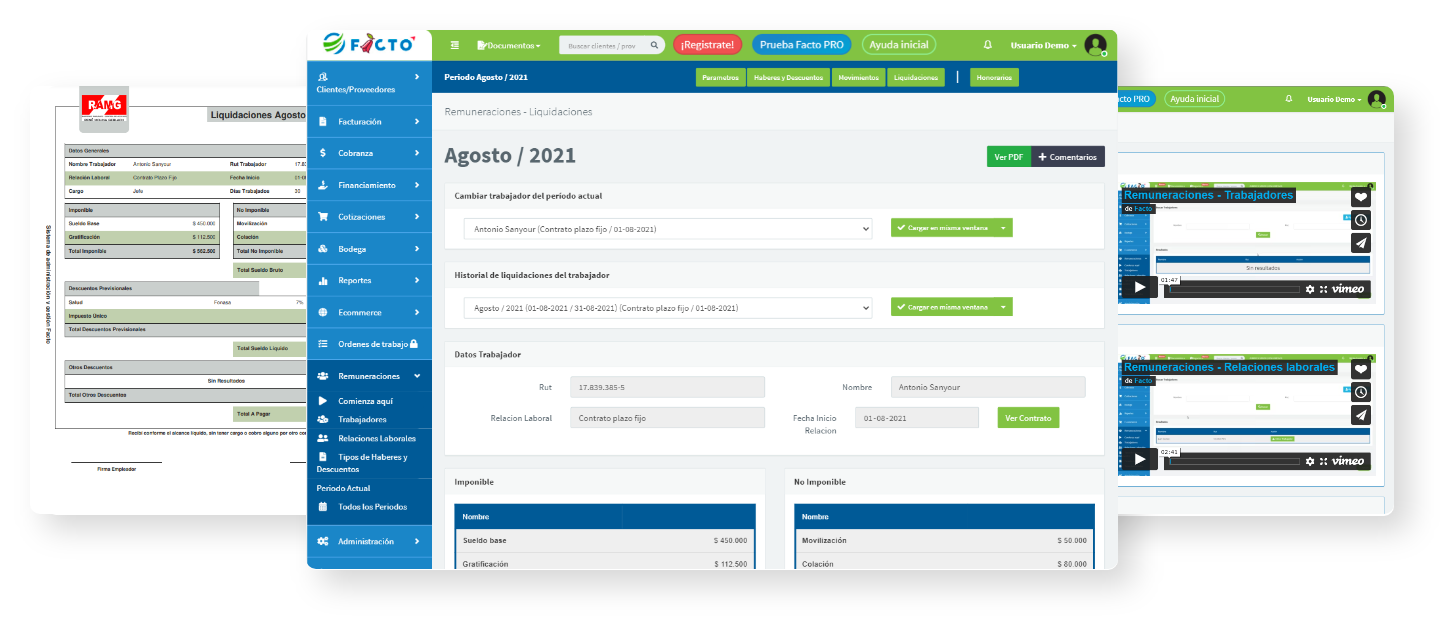 RAMG
Liquidaciones Agosto
Datos Generales
Nombre Trabajador Antonio Sanyour Rut Trabajador 17.83
Relación Laboral Contrato Plazo Fijo Fecha Inicio 01-0
Cargo Jefe Días Trabajados 30
Imponible No Imponible
Sueldo Base $ 450.000 Movilización
Gratificación $ 112.500 Colación
Total Imponible $ 562.500 Total No Imponible
Total Sueldo Bruto
Descuentos Previsionales
Salud Fonasa 7%
Impuesto Unico
Total Descuentos Previsionales
Total Sueldo Líquido
Otros Descuentos
Sin Resultados
Total Otros Descuentos
Total A Pagar
Recibí conforme el alcance líquido, sin tener cargo o cobro alguno por otro con
Firma Empleador
Sistema de administración y gestión Facto
FACTO
Documentos
Buscar clientes / prov
¡Registrate!
Prueba Facto PRO
Ayuda inicial
Usuario Demo
Clientes/Proveedores
Facturación
Cobranza
Financiamiento
Cotizaciones
Bodega
Reportes
Ecommerce
Ordenes de trabajo
Remuneraciones
Comienza aquí
Trabajadores
Relaciones Laborales
Tipos de Haberes y
Descuentos
Periodo Actual
Todos los Periodos
Administración
Periodo Agosto / 2021
Parametros
Haberes y Descuentos
Movimientos
Liquidaciones
Honorarios
Remuneraciones - Liquidaciones
Agosto / 2021
Ver PDF
+ Comentarios
Cambiar trabajador del período actual
Antonio Sanyour (Contrato plazo fijo / 01-08-2021)
Cargar en misma ventana
Historial de liquidaciones del trabajador
Agosto / 2021 (01-08-2021 / 31-08-2021) (Contrato plazo fijo / 01-08-2021)
Cargar en misma ventana
Datos Trabajador
Rut 17.839.385-5 Nombre Antonio Sanyour
Relacion Laboral Contrato plazo fijo Fecha Inicio 01-08-2021 Ver Contrato
Relacion
Imponible
Nombre
Sueldo base $ 450.000
Gratificación $ 112.500
No Imponible
Nombre
Movilización $ 50.000
Colación $ 80.000
cto PRO
Ayuda inicial
Usuario Demo
Remuneraciones - Trabajadores
de Facto
Sin resultados
01:47
vimeo
Remuneraciones - Relaciones laborales
de Facto
02:41
vimeo